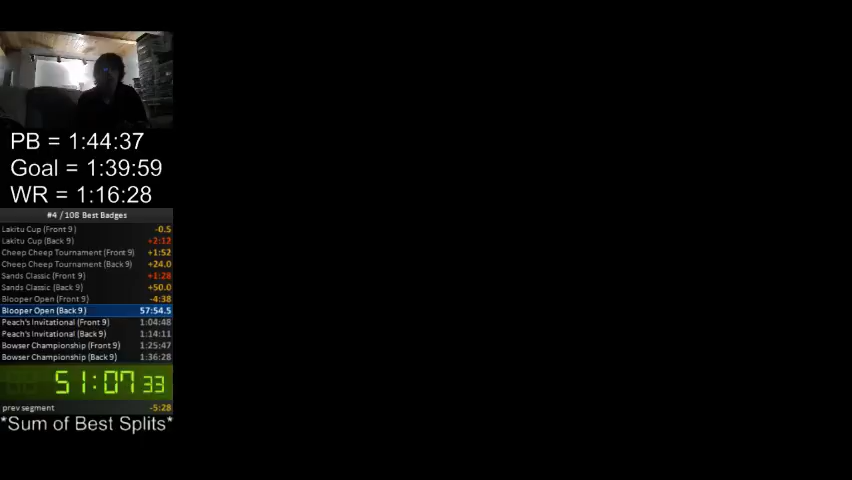 PB = 1:44:37
Goal = 1:39:59
WR = 1:16:28
#4 / 108 Best Badges
Lakitu Cup (Front 9) -0.5
Lakitu Cup (Back 9) +2:12
Cheep Cheep Tournament (Front 9) +1:52
Cheep Cheep Tournament (Back 9) +24.0
Sands Classic (Front 9) +1:28
Sands Classic (Back 9) +50.0
Blooper Open (Front 9) -4:38
Blooper Open (Back 9) 57:54.5
Peach's Invitational (Front 9) 1:04:48
Peach's Invitational (Back 9) 1:14:11
Bowser Championship (Front 9) 1:25:47
Bowser Championship (Back 9) 1:36:28
51:07 33
prev segment -5:28
*Sum of Best Splits*